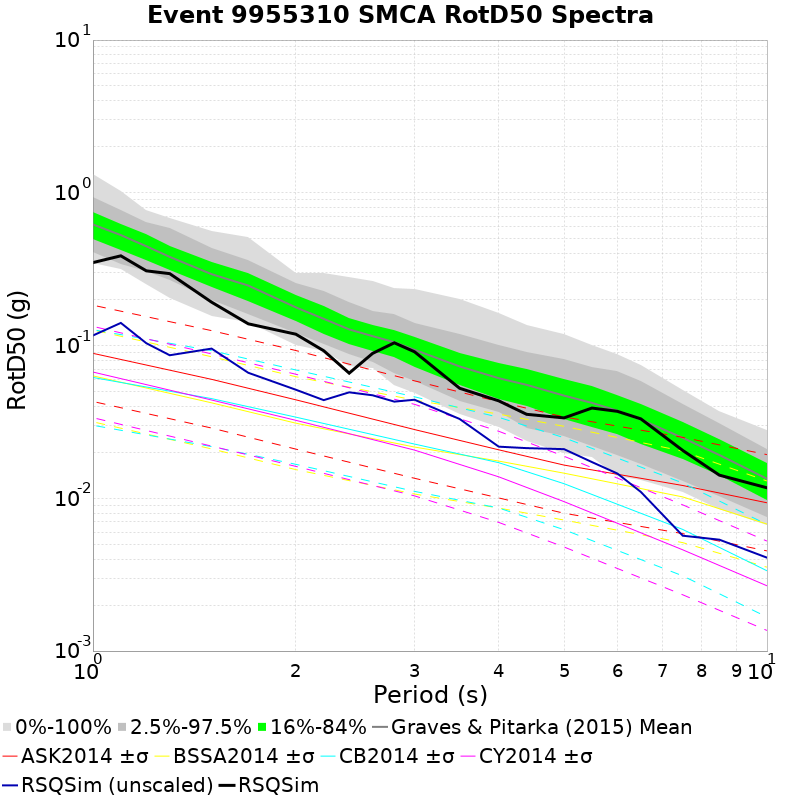 Event 9955310 SMCA RotD50 Spectra
10^1
10^0
10^-1
10^-2
10^-3
RotD50 (g)
10^0 2 3 4 5 6 7 8 9 10^1
Period (s)
0%-100% 2.5%-97.5% 16%-84% Graves & Pitarka (2015) Mean
ASK2014 ±σ BSSA2014 ±σ CB2014 ±σ CY2014 ±σ
RSQSim (unscaled) RSQSim